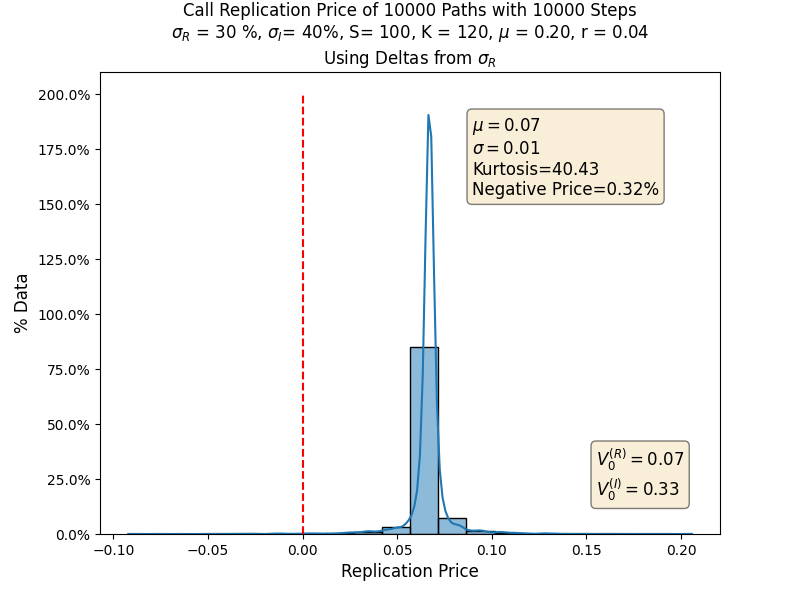 Call Replication Price of 10000 Paths with 10000 Steps
σ_R = 30 %, σ_I= 40%, S= 100, K = 120, μ = 0.20, r = 0.04
Using Deltas from σ_R
200.0%
175.0%
150.0%
125.0%
100.0%
75.0%
50.0%
25.0%
0.0%
% Data
μ = 0.07
σ = 0.01
Kurtosis=40.43
Negative Price=0.32%
V_0^(R) = 0.07
V_0^(I) = 0.33
−0.10 −0.05 0.00 0.05 0.10 0.15 0.20
Replication Price